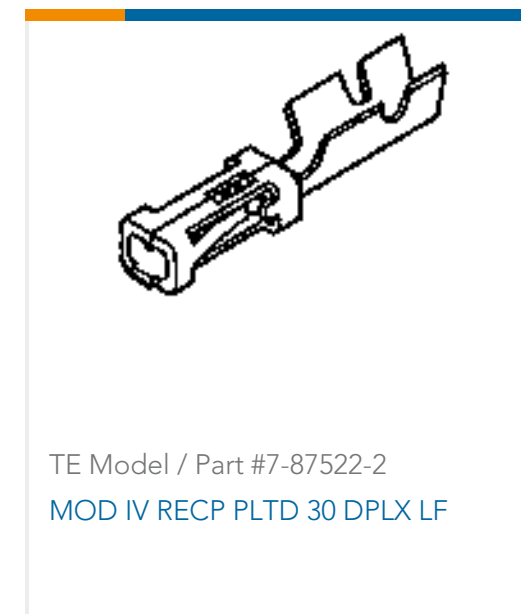 TE Model / Part #7-87522-2
MOD IV RECP PLTD 30 DPLX LF